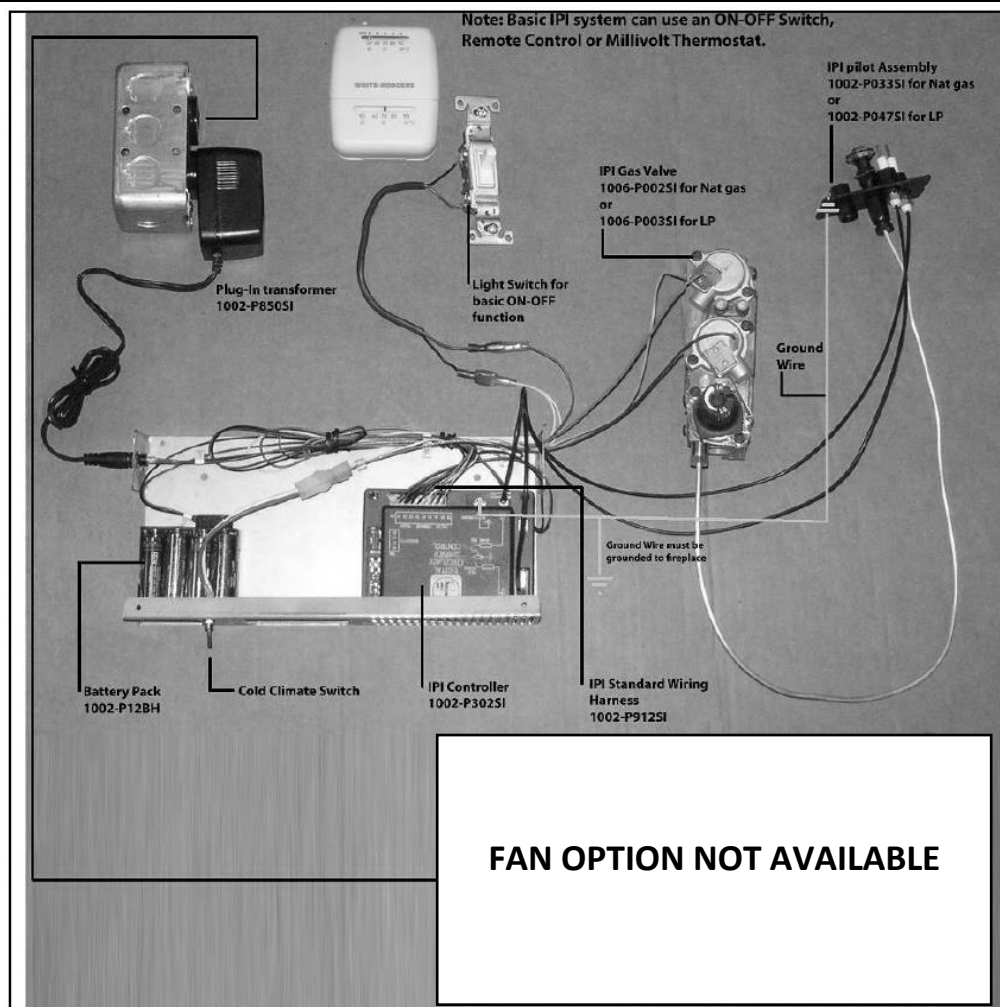 Note: Basic IPI system can use an ON-OFF Switch,
Remote Control or Millivolt Thermostat.
IPI pilot Assembly
1002-P033SI for Nat gas
or
1002-P047SI for LP
WHITE-RODGERS
IPI Gas Valve
1006-P002SI for Nat gas
or
1006-P003SI for LP
Plug-In transformer
1002-P850SI
Light Switch for
basic ON-OFF
function
Ground
Wire
Ground Wire must be
grounded to fireplace
Battery Pack
1002-P12BH
Cold Climate Switch
IPI Controller
1002-P302SI
IPI Standard Wiring
Harness
1002-P912SI
FAN OPTION NOT AVAILABLE